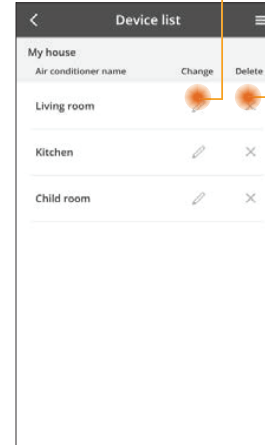 Device list
My house
Air conditioner name Change Delete
Living room
Kitchen
Child room